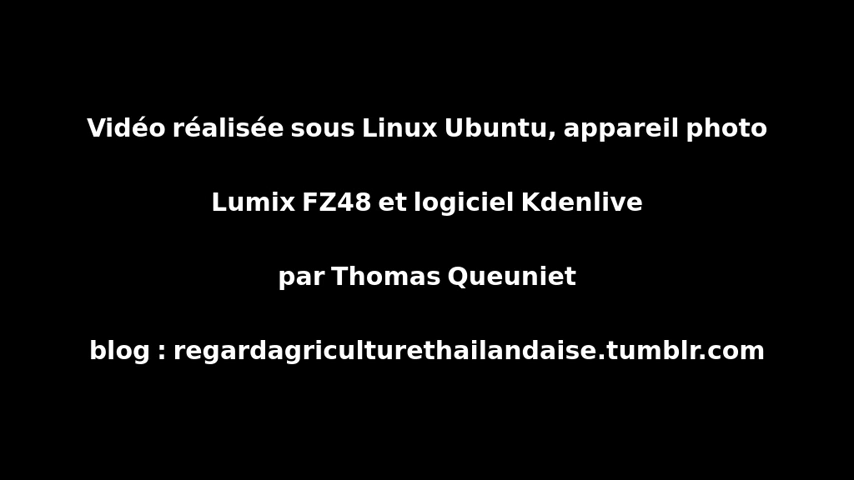 Vidéo réalisée sous Linux Ubuntu, appareil photo
Lumix FZ48 et logiciel Kdenlive
par Thomas Queuniet
blog : regardagriculturethailandaise.tumblr.com